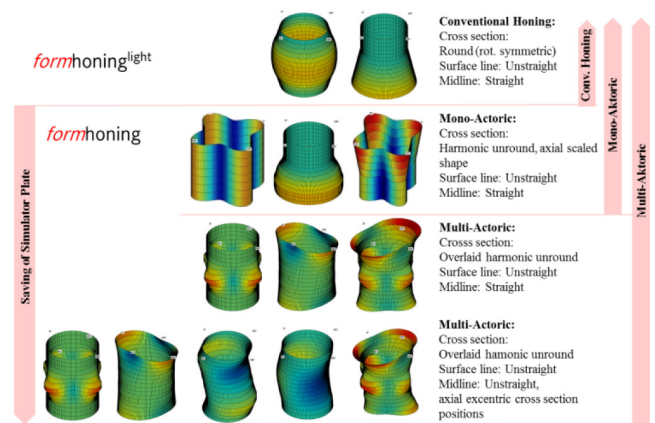 Conventional Honing:
Cross section:
Round (rot. symmetric)
Surface line: Unstraight
Midline: Straight
formhoninglight
Conv. Honing
Mono-Aktoric
Multi-Aktoric
formhoning
Mono-Actoric:
Cross section:
Harmonic unround, axial scaled
shape
Surface line: Unstraight
Midline: Straight
Saving of Simulator Plate
Multi-Actoric:
Crosss section:
Overlaid harmonic unround
Surface line: Unstraight
Midline: Straight
Multi-Actoric:
Cross section:
Overlaid hamonic unround
Surface line: Unstraight
Midline: Unstraight,
axial excentric cross section
positions